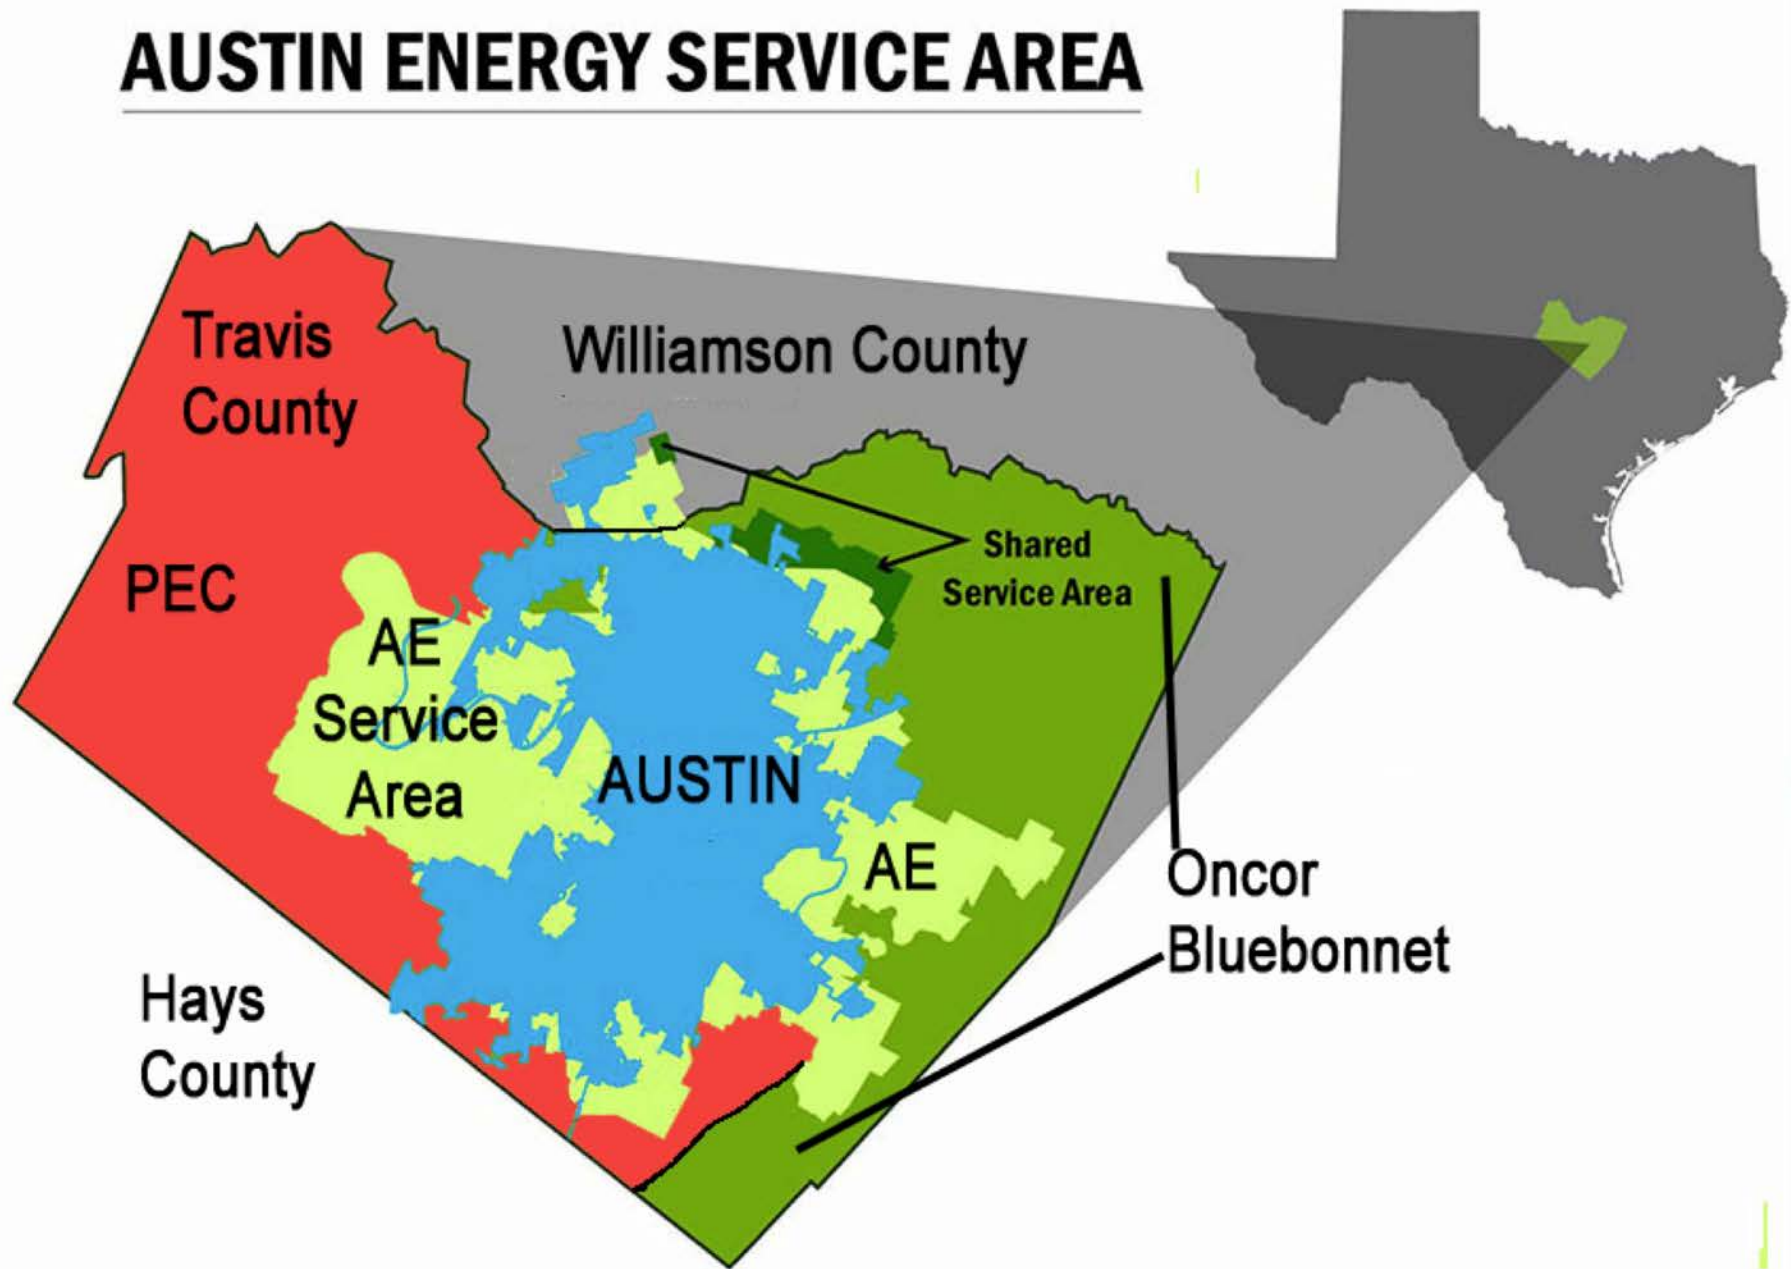 AUSTIN ENERGY SERVICE AREA
Travis
County
Williamson County
Shared
Service Area
PEC
AE
Service
Area
AUSTIN
AE
Oncor
Bluebonnet
Hays
County